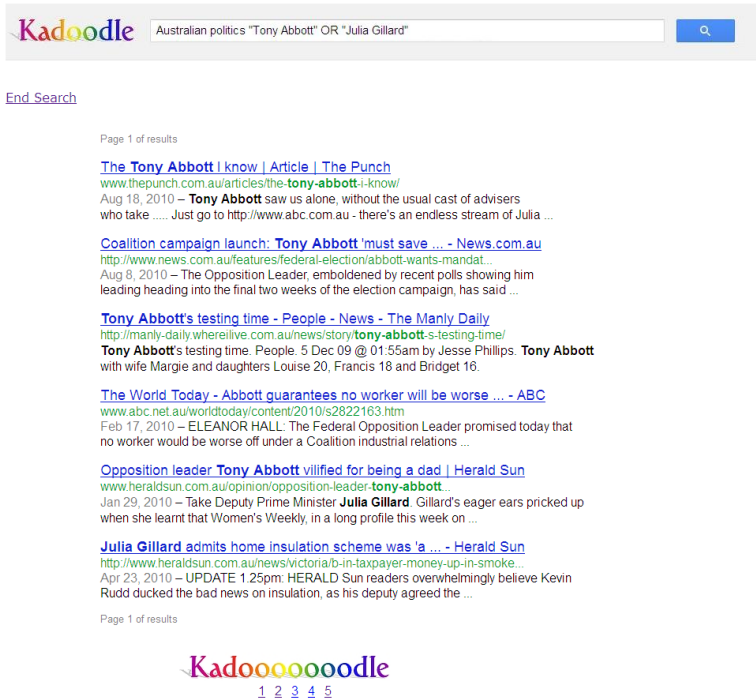 Kadoodle
Australian politics "Tony Abbott" OR "Julia Gillard"
End Search
Page 1 of results
The Tony Abbott I know | Article | The Punch
www.thepunch.com.au/articles/the-tony-abbott-i-know/
Aug 18, 2010 – Tony Abbott saw us alone, without the usual cast of advisers
who take ..... Just go to http://www.abc.com.au - there's an endless stream of Julia ...
Coalition campaign launch: Tony Abbott 'must save ... - News.com.au
http://www.news.com.au/features/federal-election/abbott-wants-mandat...
Aug 8, 2010 – The Opposition Leader, emboldened by recent polls showing him
leading heading into the final two weeks of the election campaign, has said ...
Tony Abbott's testing time - People - News - The Manly Daily
http://manly-daily.whereilive.com.au/news/story/tony-abbott-s-testing-time/
Tony Abbott's testing time. People. 5 Dec 09 @ 01:55am by Jesse Phillips. Tony Abbott
with wife Margie and daughters Louise 20, Francis 18 and Bridget 16.
The World Today - Abbott guarantees no worker will be worse ... - ABC
www.abc.net.au/worldtoday/content/2010/s2822163.htm
Feb 17, 2010 – ELEANOR HALL: The Federal Opposition Leader promised today that
no worker would be worse off under a Coalition industrial relations ...
Opposition leader Tony Abbott vilified for being a dad | Herald Sun
www.heraldsun.com.au/opinion/opposition-leader-tony-abbott...
Jan 29, 2010 – Take Deputy Prime Minister Julia Gillard. Gillard's eager ears pricked up
when she learnt that Women's Weekly, in a long profile this week on ...
Julia Gillard admits home insulation scheme was 'a ... - Herald Sun
http://www.heraldsun.com.au/news/victoria/b-in-taxpayer-money-up-in-smoke...
Apr 23, 2010 – UPDATE 1.25pm: HERALD Sun readers overwhelmingly believe Kevin
Rudd ducked the bad news on insulation, as his deputy agreed the ...
Page 1 of results
Kadooooooodle
1 2 3 4 5